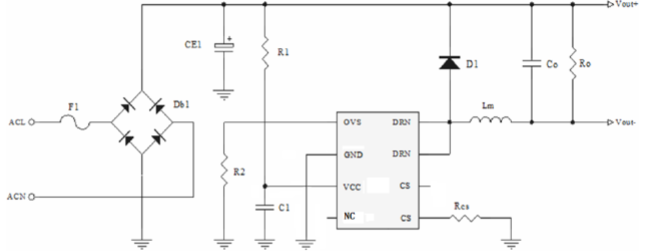 Vout+
CE1
R1
D1
Co
Ro
F1
Db1
Lm
ACL
OVS DRN
Vout-
GND DRN
R2
VCC CS
ACN
C1
NC CS
Rcs